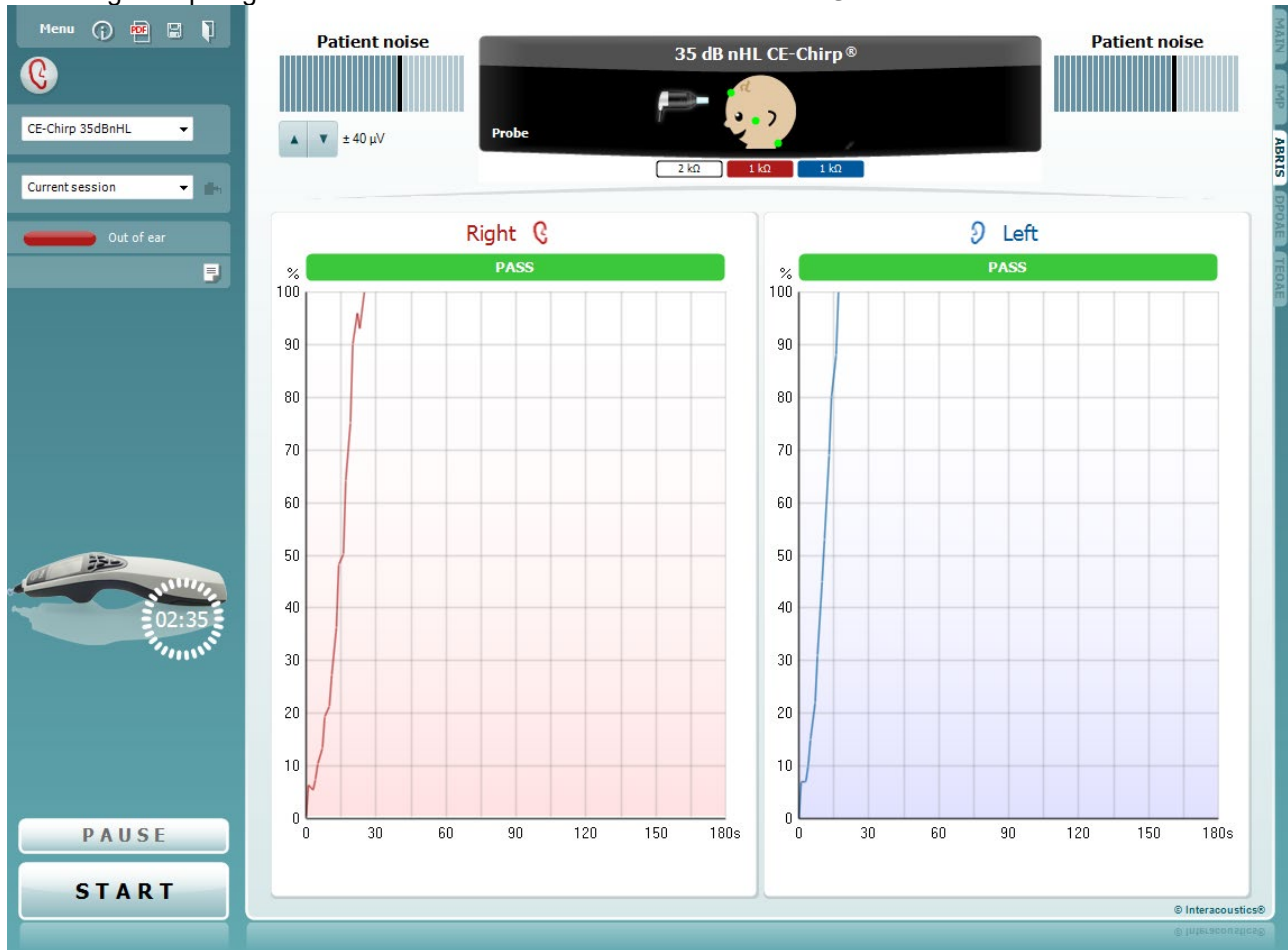 Menu
PDF
CE-Chirp 35dBnHL
Current session
Out of ear
02:35
PAUSE
START
Patient noise
± 40 µV
35 dB nHL CE-Chirp®
Probe
2 kΩ 1 kΩ 1 kΩ
Patient noise
Right
PASS
%
100
90
80
70
60
50
40
30
20
10
0
0 30 60 90 120 150 180s
Left
PASS
%
100
90
80
70
60
50
40
30
20
10
0
0 30 60 90 120 150 180s
MAIN
IMP
ABRIS
DPOAE
TEOAE
© Interacoustics®